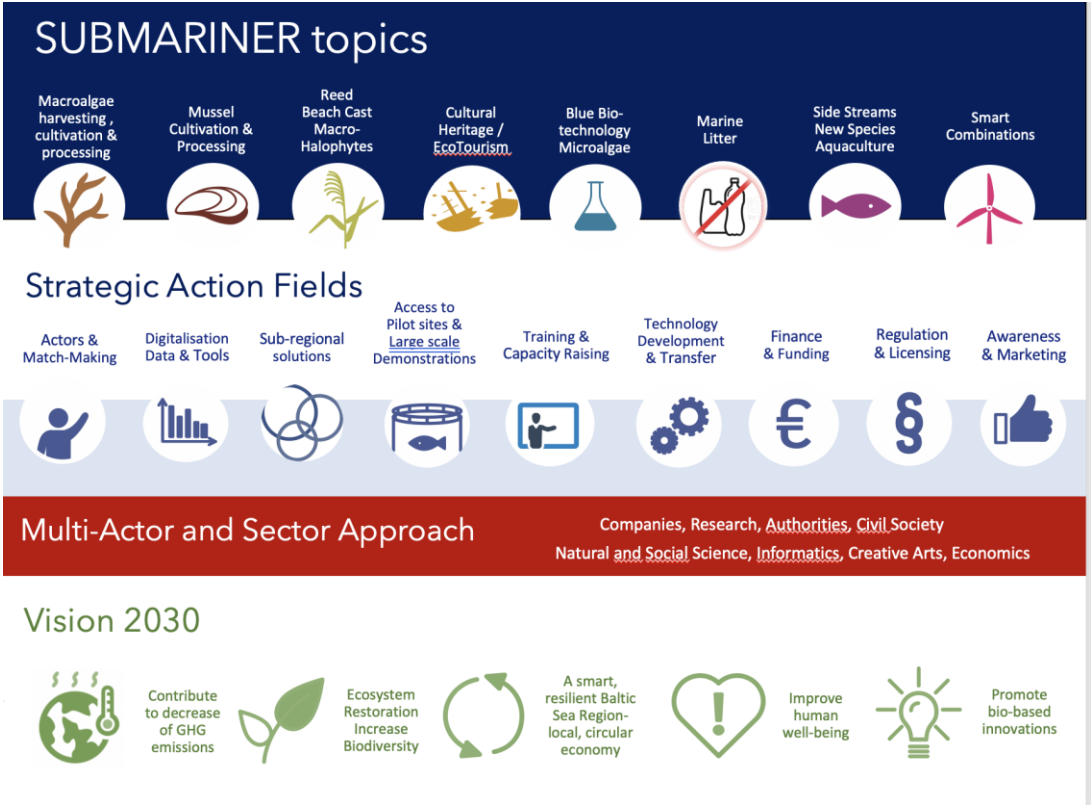 SUBMARINER topics
Macroalgae
harvesting ,
cultivation &
processing
Mussel
Cultivation &
Processing
Reed
Beach Cast
Macro-
Halophytes
Cultural
Heritage /
EcoTourism
Blue Bio-
technology
Microalgae
Marine
Litter
Side Streams
New Species
Aquaculture
Smart
Combinations
Strategic Action Fields
Actors &
Match-Making
Digitalisation
Data & Tools
Sub-regional
solutions
Access to
Pilot sites &
Large scale
Demonstrations
Training &
Capacity Raising
Technology
Development
& Transfer
Finance
& Funding
Regulation
& Licensing
Awareness
& Marketing
€
§
Multi-Actor and Sector Approach
Companies, Research, Authorities, Civil Society
Natural and Social Science, Informatics, Creative Arts, Economics
Vision 2030
Contribute
to decrease
of GHG
emissions
Ecosystem
Restoration
Increase
Biodiversity
A smart,
resilient Baltic
Sea Region-
local, circular
economy
!
Improve
human
well-being
Promote
bio-based
innovations